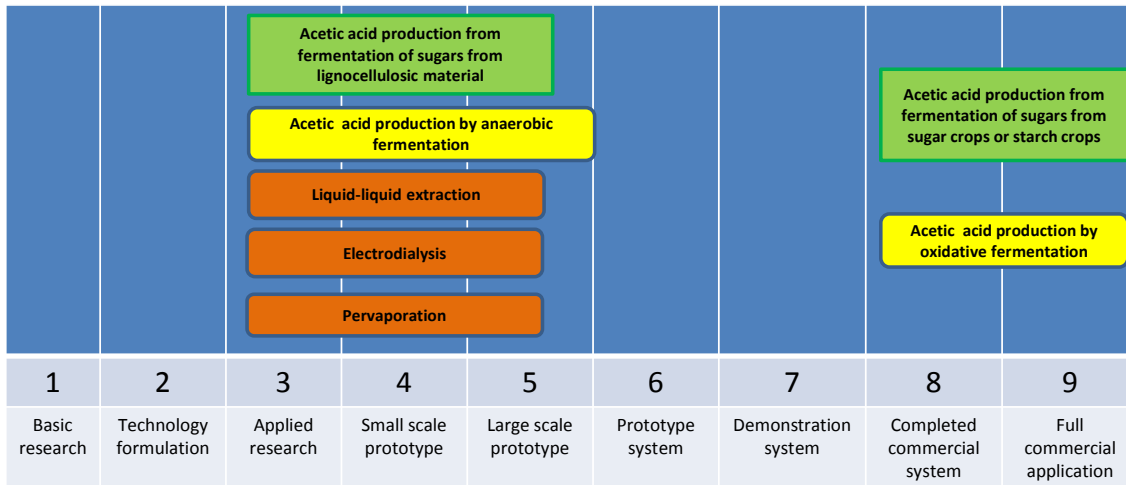 Acetic acid production from
fermentation of sugars from
lignocellulosic material
Acetic acid production by anaerobic
fermentation
Liquid-liquid extraction
Electrodialysis
Pervaporation
Acetic acid production from
fermentation of sugars from
sugar crops or starch crops
Acetic acid production by
oxidative fermentation
1 2 3 4 5 6 7 8 9
Basic
research
Technology
formulation
Applied
research
Small scale
prototype
Large scale
prototype
Prototype
system
Demonstration
system
Completed
commercial
system
Full
commercial
application